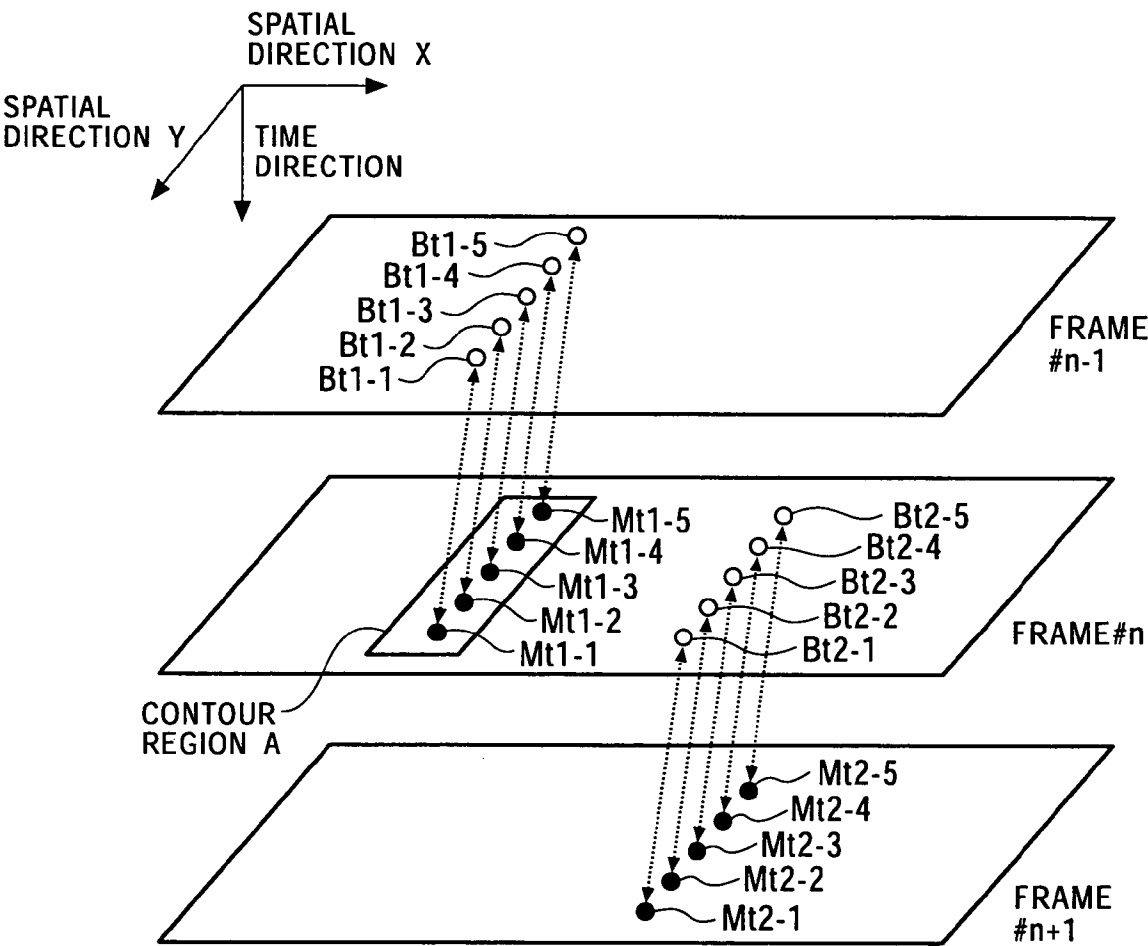 SPATIAL
DIRECTION X
SPATIAL
DIRECTION Y
TIME
DIRECTION
Bt1-5
Bt1-4
Bt1-3
Bt1-2
Bt1-1
FRAME
#n-1
Mt1-5
Mt1-4
Mt1-3
Mt1-2
Mt1-1
Bt2-5
Bt2-4
Bt2-3
Bt2-2
Bt2-1
FRAME#n
CONTOUR
REGION A
Mt2-5
Mt2-4
Mt2-3
Mt2-2
Mt2-1
FRAME
#n+1